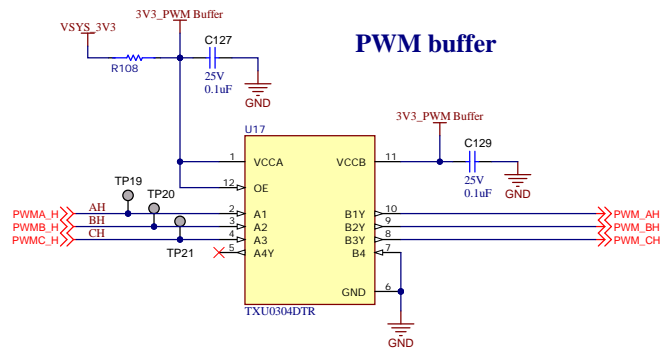 3V3_PWM Buffer
VSYS_3V3
PWM buffer
C127
R108
25V
0.1uF
GND
3V3_PWM Buffer
U17
C129
1 VCCA VCCB 11
25V
0.1uF
12 OE
GND
TP19
TP20
PWMA_H AH 2 A1 B1Y 10 PWM_AH
PWMB_H BH 3 A2 B2Y 9 PWM_BH
PWMC_H CH 4 A3 B3Y 8 PWM_CH
5 A4Y B4 7
TP21
GND 6
TXU0304DTR
GND